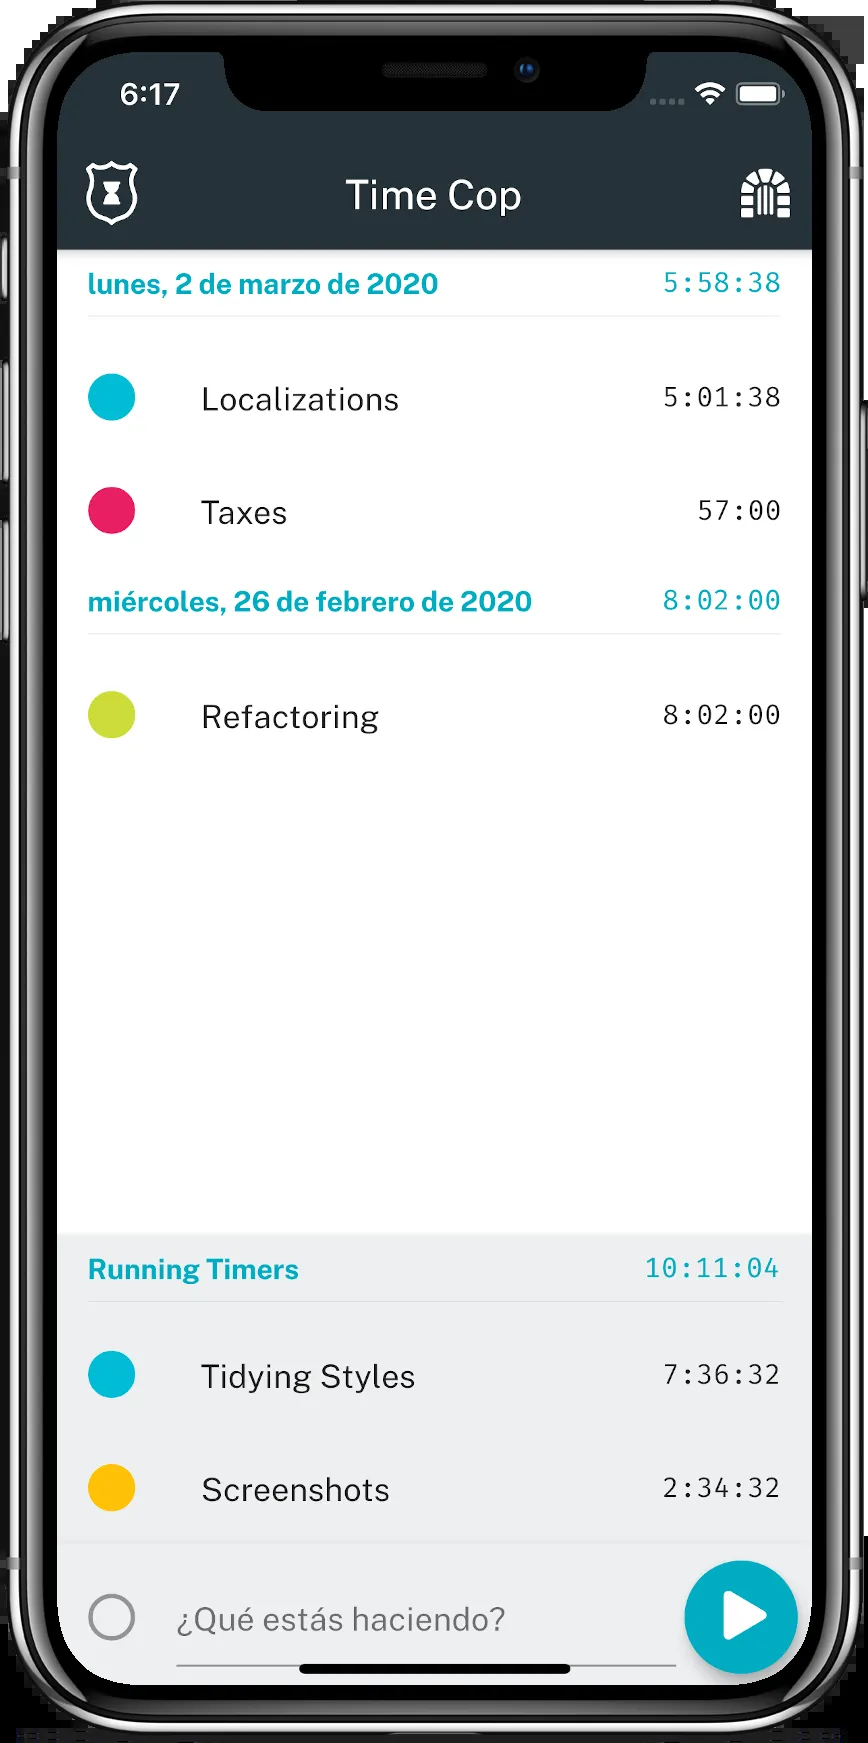 6:17
Time Cop
lunes, 2 de marzo de 2020 5:58:38
Localizations 5:01:38
Taxes 57:00
miércoles, 26 de febrero de 2020 8:02:00
Refactoring 8:02:00
Running Timers 10:11:04
Tidying Styles 7:36:32
Screenshots 2:34:32
¿Qué estás haciendo?